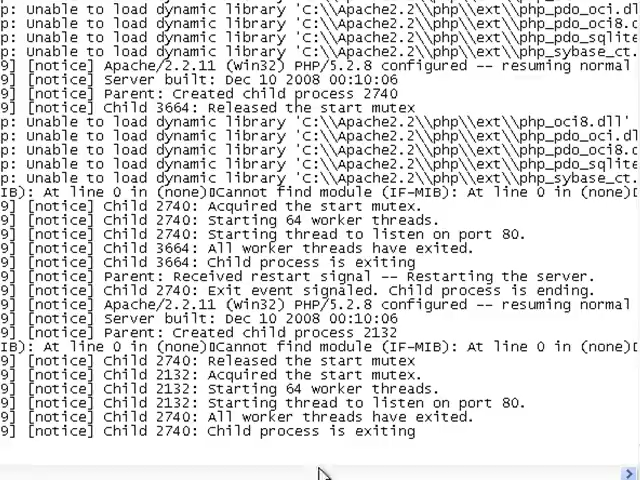 p: Unable to load dynamic library 'C:\\Apache2.2\\php\\ext\\php_pdo_oci.dl
p: Unable to load dynamic library 'C:\\Apache2.2\\php\\ext\\php_pdo_oci8.d
p: Unable to load dynamic library 'C:\\Apache2.2\\php\\ext\\php_pdo_sqlite
p: Unable to load dynamic library 'C:\\Apache2.2\\php\\ext\\php_sybase_ct.
9] [notice] Apache/2.2.11 (Win32) PHP/5.2.8 configured -- resuming normal
9] [notice] Server built: Dec 10 2008 00:10:06
9] [notice] Parent: Created child process 2740
9] [notice] Child 3664: Released the start mutex
p: Unable to load dynamic library 'C:\\Apache2.2\\php\\ext\\php_oci8.dll'
p: Unable to load dynamic library 'C:\\Apache2.2\\php\\ext\\php_pdo_oci.dl
p: Unable to load dynamic library 'C:\\Apache2.2\\php\\ext\\php_pdo_oci8.d
p: Unable to load dynamic library 'C:\\Apache2.2\\php\\ext\\php_pdo_sqlite
p: Unable to load dynamic library 'C:\\Apache2.2\\php\\ext\\php_sybase_ct.
IB): At line 0 in (none)▯Cannot find module (IF-MIB): At line 0 in (none)▯
9] [notice] Child 2740: Acquired the start mutex.
9] [notice] Child 2740: Starting 64 worker threads.
9] [notice] Child 2740: Starting thread to listen on port 80.
9] [notice] Child 3664: All worker threads have exited.
9] [notice] Child 3664: Child process is exiting
9] [notice] Parent: Received restart signal -- Restarting the server.
9] [notice] Child 2740: Exit event signaled. Child process is ending.
9] [notice] Apache/2.2.11 (Win32) PHP/5.2.8 configured -- resuming normal
9] [notice] Server built: Dec 10 2008 00:10:06
9] [notice] Parent: Created child process 2132
IB): At line 0 in (none)▯Cannot find module (IF-MIB): At line 0 in (none)▯
9] [notice] Child 2740: Released the start mutex
9] [notice] Child 2132: Acquired the start mutex.
9] [notice] Child 2132: Starting 64 worker threads.
9] [notice] Child 2132: Starting thread to listen on port 80.
9] [notice] Child 2740: All worker threads have exited.
9] [notice] Child 2740: Child process is exiting